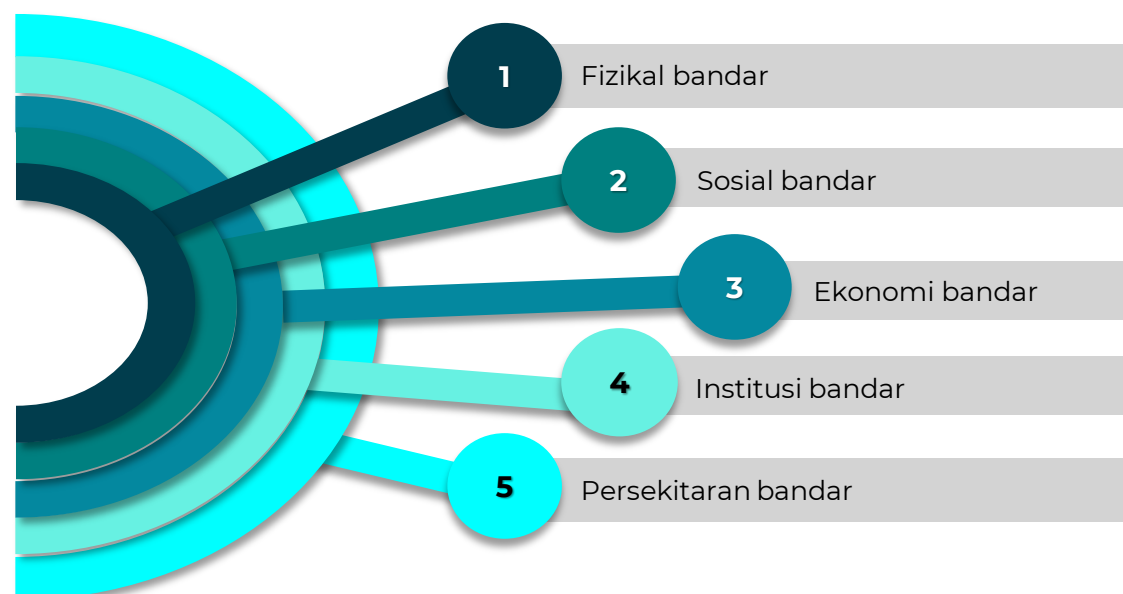 1 Fizikal bandar
2 Sosial bandar
3 Ekonomi bandar
4 Institusi bandar
5 Persekitaran bandar